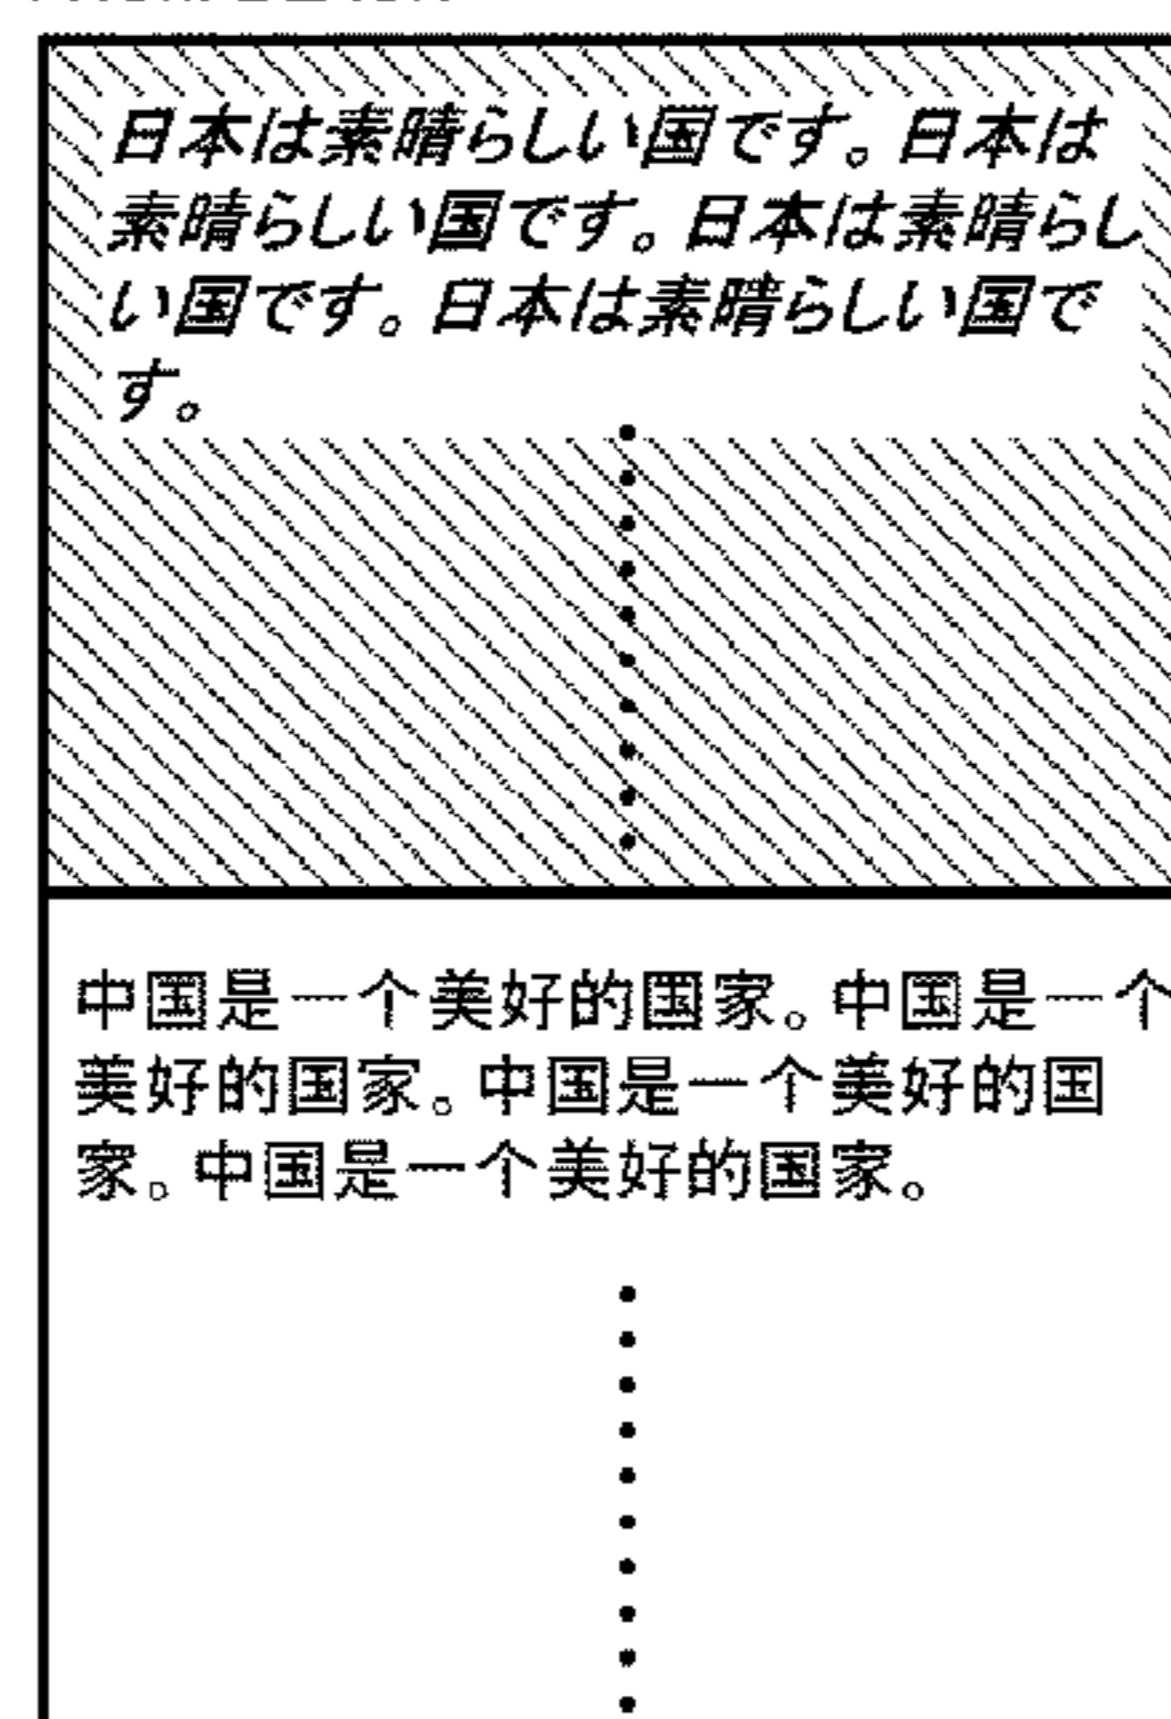 日本は素晴らしい国です。日本は
素晴らしい国です。日本は素晴らし
い国です。日本は素晴らしい国で
す。
中国是一个美好的国家。中国是一个
美好的国家。中国是一个美好的国
家。中国是一个美好的国家。